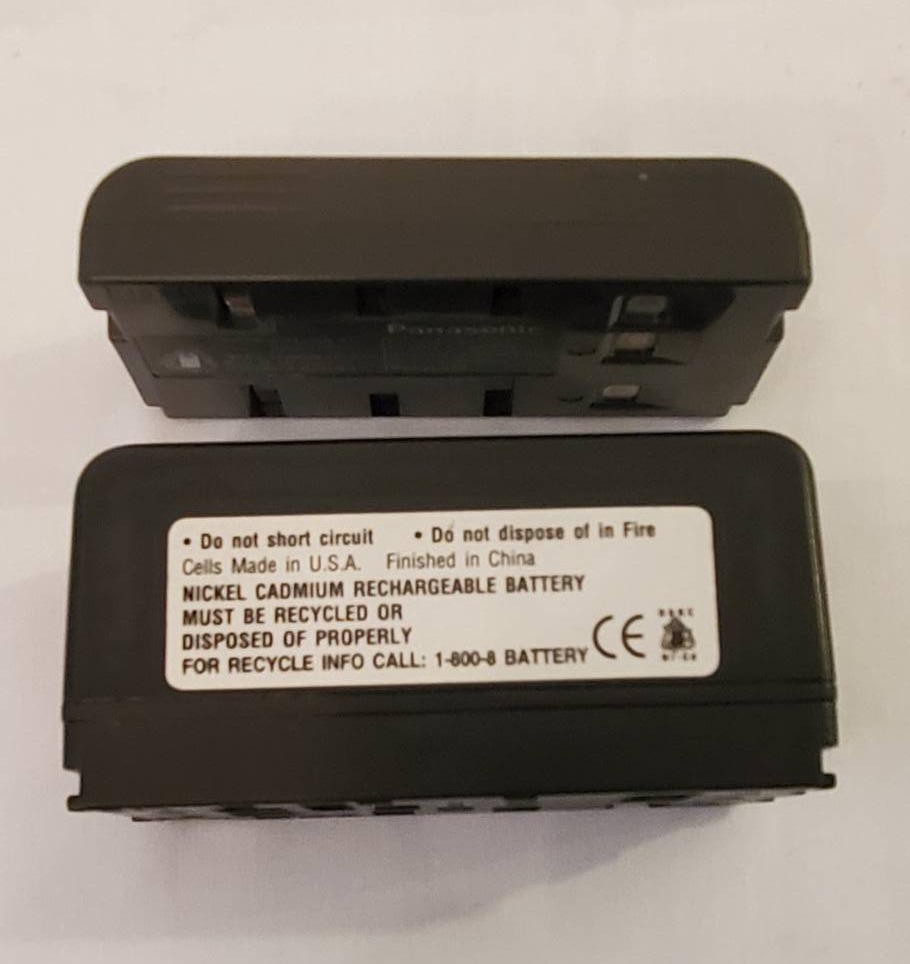 Panasonic
• Do not short circuit • Do not dispose of in Fire
Cells Made in U.S.A. Finished in China
NICKEL CADMIUM RECHARGEABLE BATTERY
MUST BE RECYCLED OR
DISPOSED OF PROPERLY
FOR RECYCLE INFO CALL: 1-800-8 BATTERY
CE